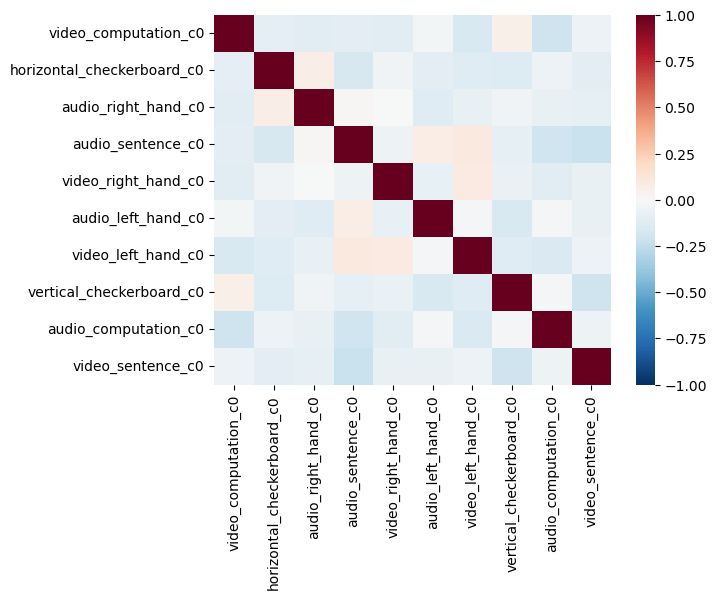 video_computation_c0
horizontal_checkerboard_c0
audio_right_hand_c0
audio_sentence_c0
video_right_hand_c0
audio_left_hand_c0
video_left_hand_c0
vertical_checkerboard_c0
audio_computation_c0
video_sentence_c0
video_computation_c0
horizontal_checkerboard_c0
audio_right_hand_c0
audio_sentence_c0
video_right_hand_c0
audio_left_hand_c0
video_left_hand_c0
vertical_checkerboard_c0
audio_computation_c0
video_sentence_c0
1.00
0.75
0.50
0.25
0.00
−0.25
−0.50
−0.75
−1.00